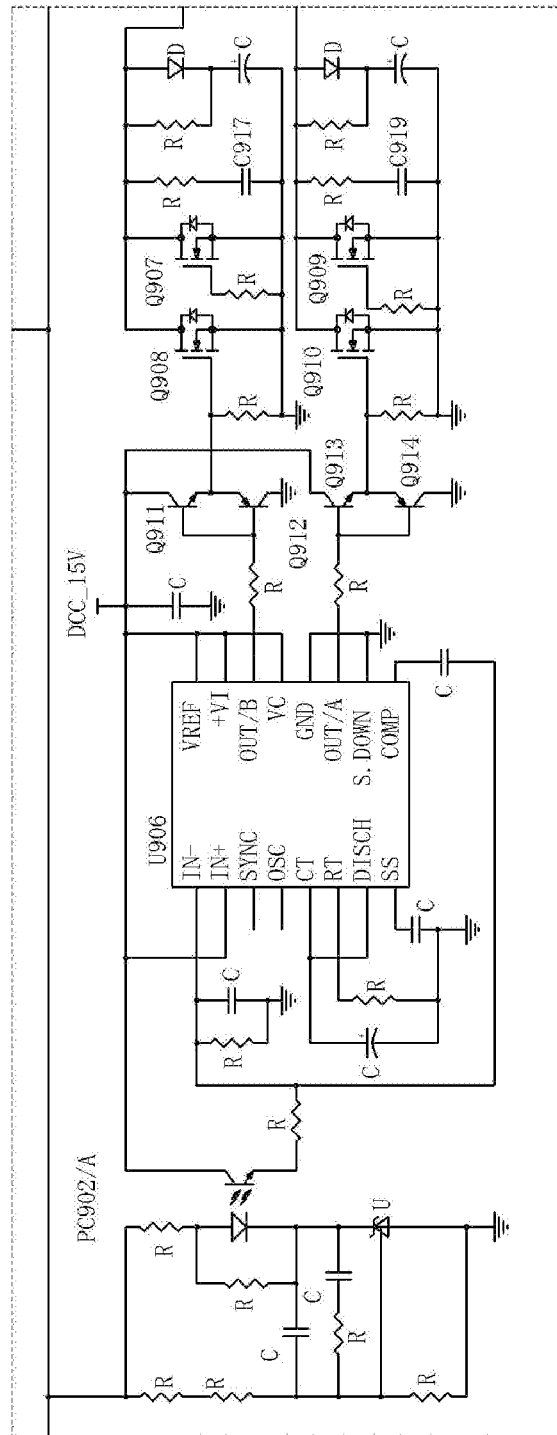 PC902/A
R
R
R
R
R
R
C
C
U
R
U906
IN-
IN+
SYNC
OSC
CT
RT
DISCH
SS
VREF
+VI
OUT/B
VC
GND
OUT/A
S.DOWN
COMP
R
C
C
R
C
C
DCC_15V
C
R
R
Q911
Q912
Q913
Q914
R
R
Q908
Q907
R
R
C917
R
D
C
Q910
Q909
R
R
C919
R
D
C